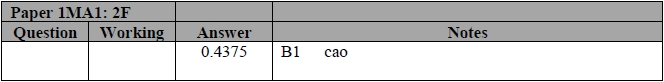 Paper 1MA1: 2F
Question Working Answer Notes
0.4375 B1 cao